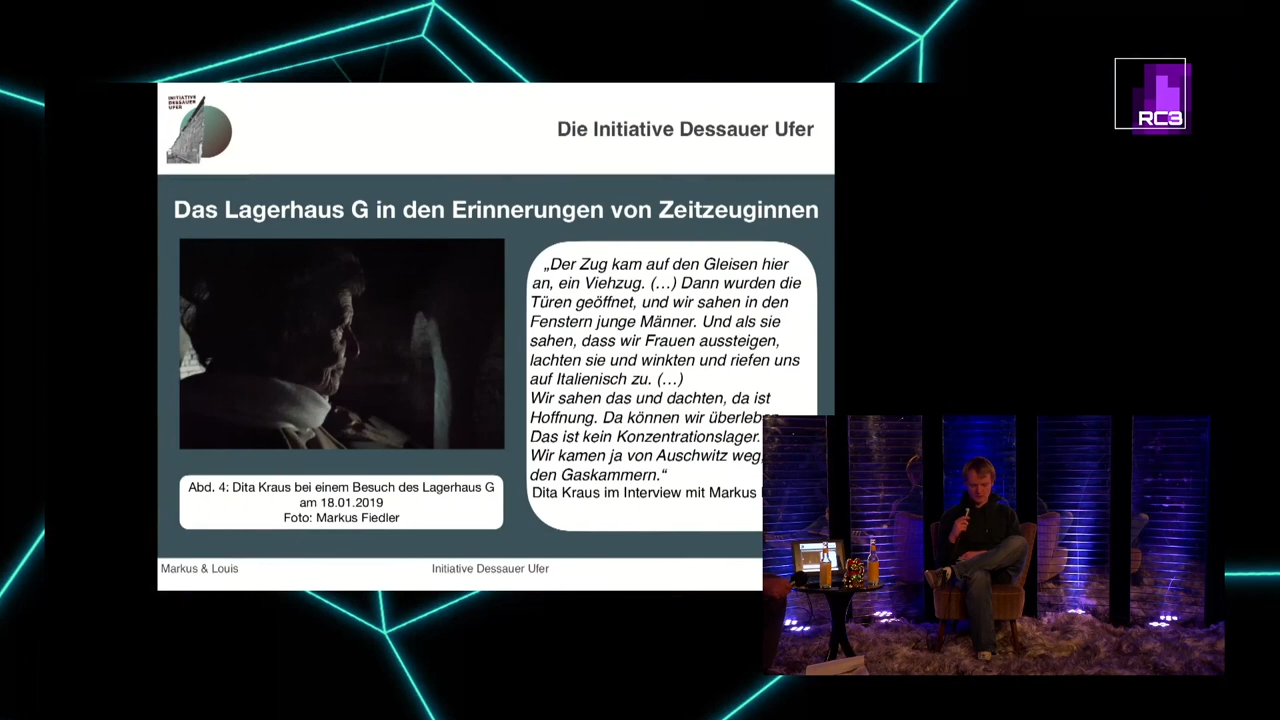 INITIATIVE
DESSAUER
UFER
Die Initiative Dessauer Ufer
RC3
Das Lagerhaus G in den Erinnerungen von Zeitzeuginnen
„Der Zug kam auf den Gleisen hier
an, ein Viehzug. (…) Dann wurden die
Türen geöffnet, und wir sahen in den
Fenstern junge Männer. Und als sie
sahen, dass wir Frauen aussteigen,
lachten sie und winkten und riefen uns
auf Italienisch zu. (…)
Wir sahen das und dachten, da ist
Hoffnung. Da können wir
Das ist kein Konzentrationslager.
Wir kamen ja von Auschwitz weg,
den Gaskammern.“
Dita Kraus im Interview mit Markus
Abd. 4: Dita Kraus bei einem Besuch des Lagerhaus G
am 18.01.2019
Foto: Markus Fiedler
Markus & Louis
Initiative Dessauer Ufer